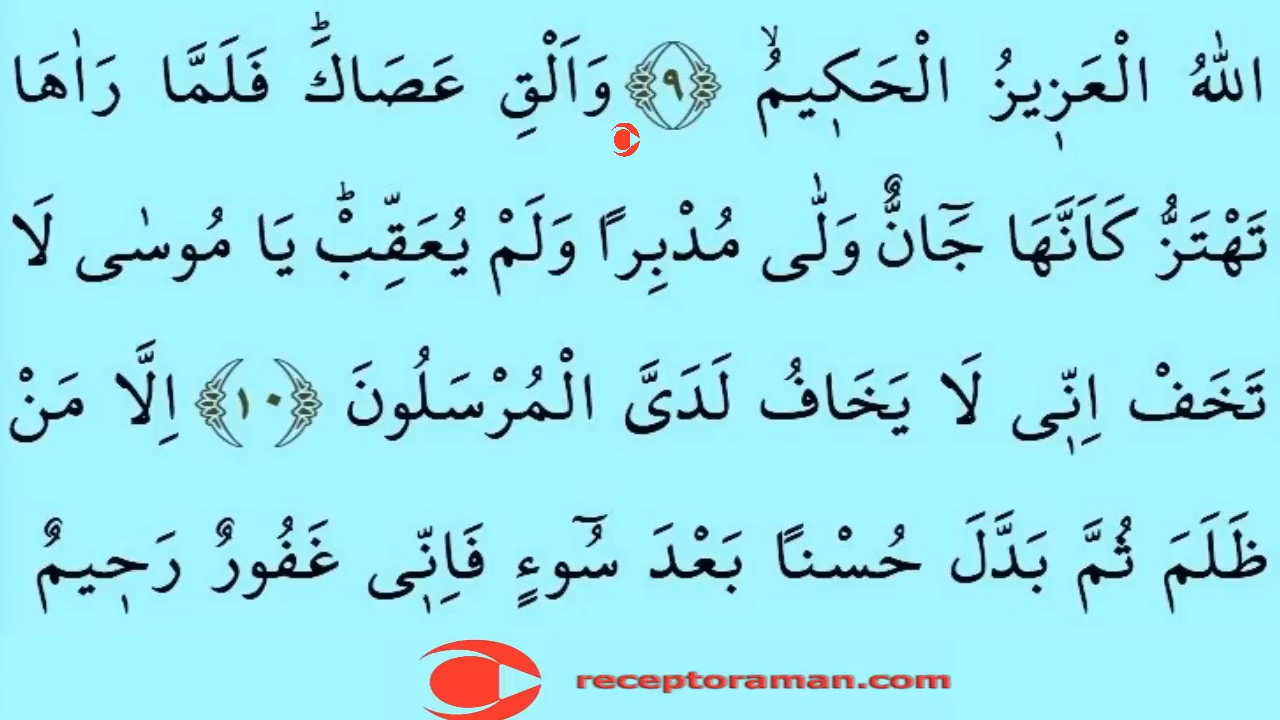 اللّٰهُ الْعَزٖيزُ الْحَكٖيمُۙ ﴿٩﴾ وَاَلْقِ عَصَاكَؕ فَلَمَّا رَاٰهَا
تَهْتَزُّ كَاَنَّهَا جَٓانٌّ وَلّٰى مُدْبِرًا وَلَمْ يُعَقِّبْؕ يَا مُوسٰى لَا
تَخَفْ اِنّٖى لَا يَخَافُ لَدَىَّ الْمُرْسَلُونَ ﴿١٠﴾ اِلَّا مَنْ
ظَلَمَ ثُمَّ بَدَّلَ حُسْنًا بَعْدَ سُٓوءٍ فَاِنّٖى غَفُورٌ رَحٖيمٌ
receptoraman.com